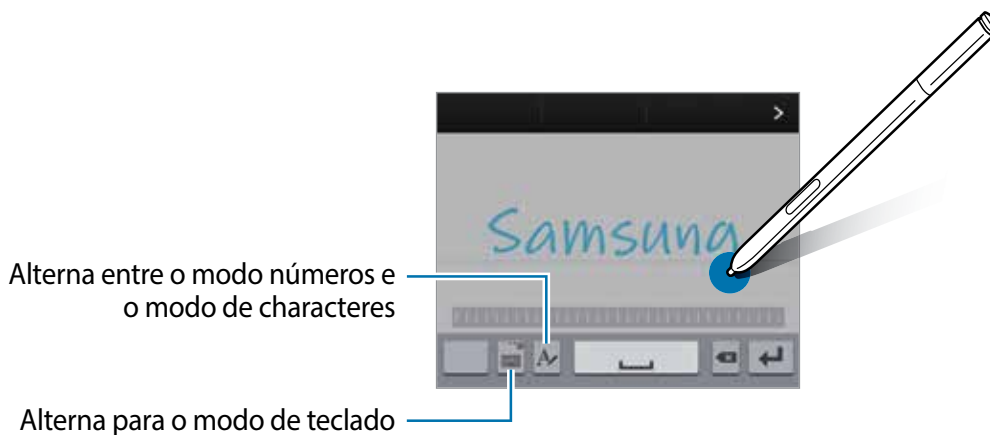 Samsung
Alterna entre o modo números e
o modo de characteres
Alterna para o modo de teclado